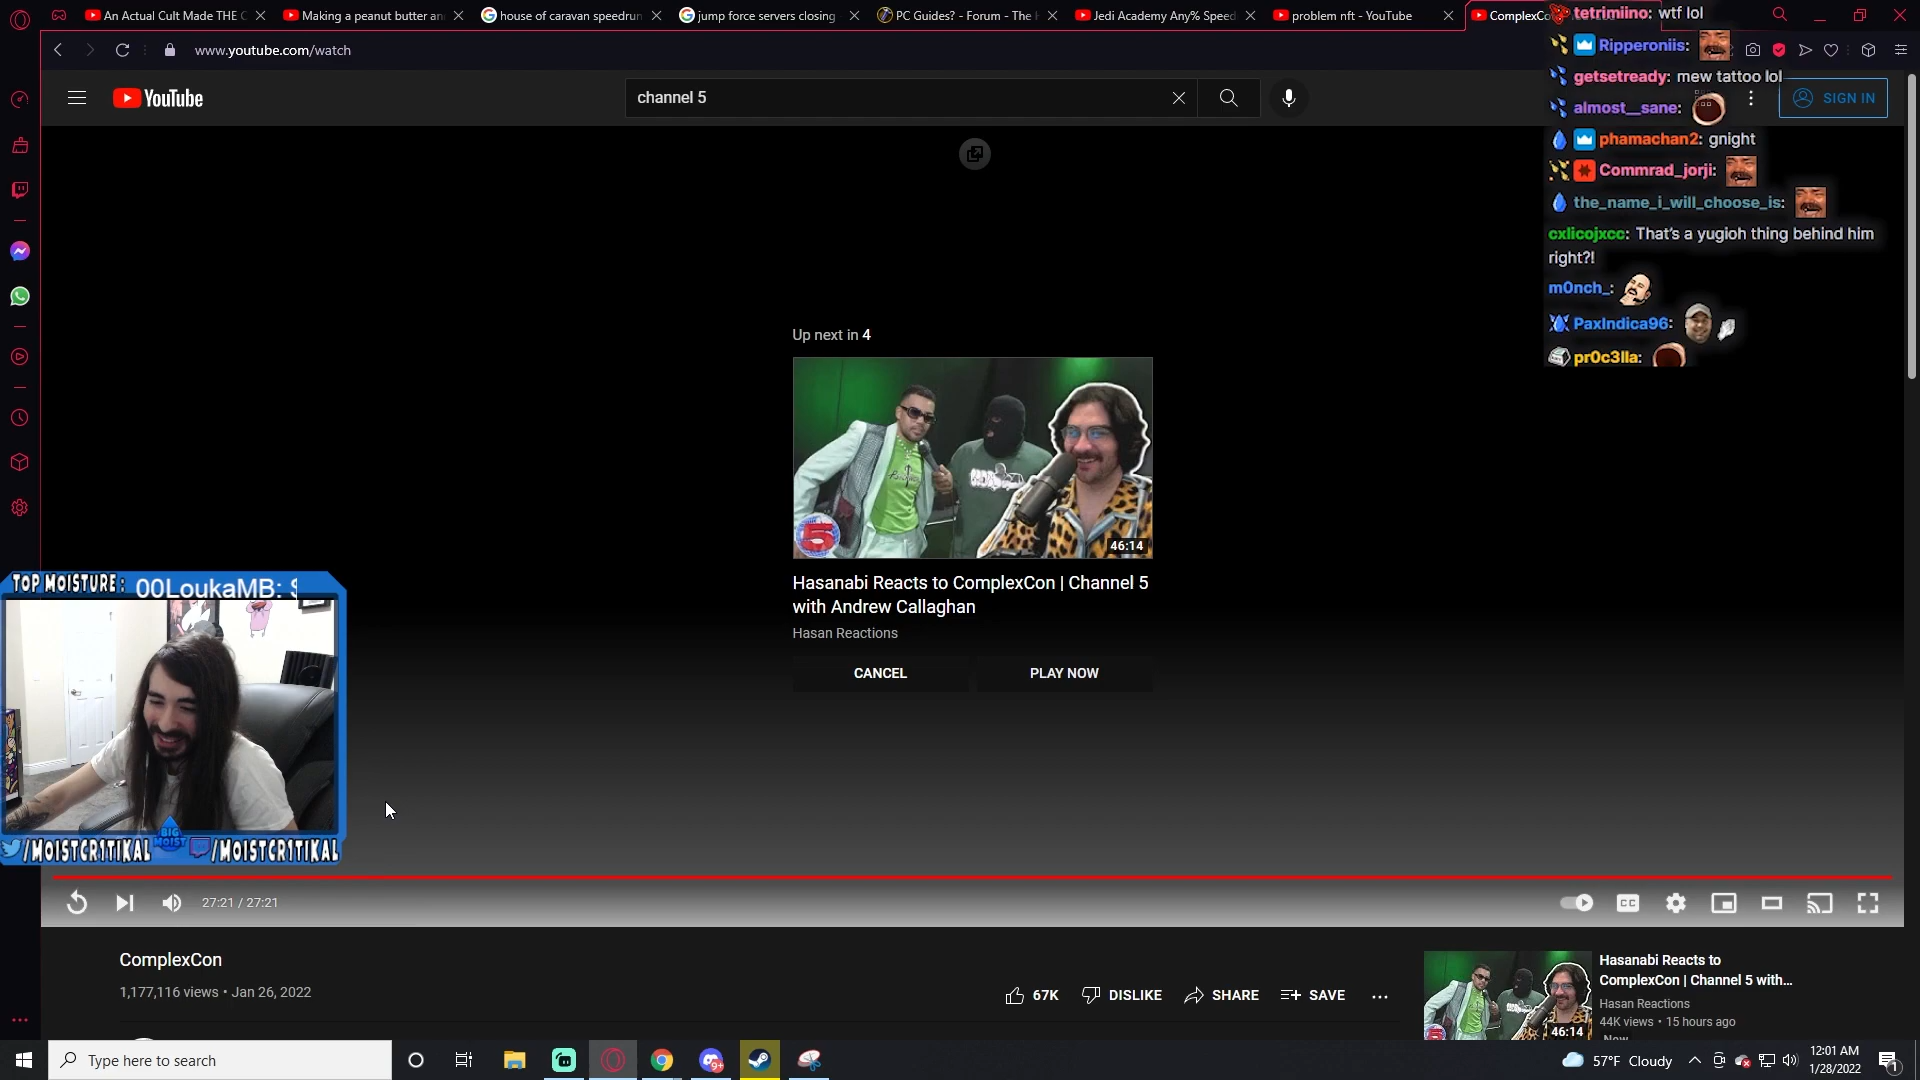 An Actual Cult Made THE C
Making a peanut butter an
house of caravan speedrun
jump force servers closing
PC Guides? - Forum - The H
Jedi Academy Any% Speed
problem nft - YouTube
ComplexCo
www.youtube.com/watch
YouTube
channel 5
SIGN IN
tetrimiino: wtf lol
Ripperoniis:
getsetready: mew tattoo lol
almost__sane:
phamachan2: gnight
Commrad_jorji:
the_name_i_will_choose_is:
cxlicojxcc: That's a yugioh thing behind him
right?!
m0nch_:
PaxIndica96:
pr0c3lla:
Up next in 4
5
46:14
Hasanabi Reacts to ComplexCon | Channel 5
with Andrew Callaghan
Hasan Reactions
CANCEL
PLAY NOW
TOP MOISTURE: 00LoukaMB: $
BIG
MOIST
/MOISTCR1TIKAL
/MOISTCR1TIKAL
27:21 / 27:21
CC
ComplexCon
1,177,116 views • Jan 26, 2022
67K
DISLIKE
SHARE
SAVE
46:14
Hasanabi Reacts to
ComplexCon | Channel 5 with...
Hasan Reactions
44K views • 15 hours ago
Type here to search
9+
57°F Cloudy
12:01 AM
1/28/2022
1